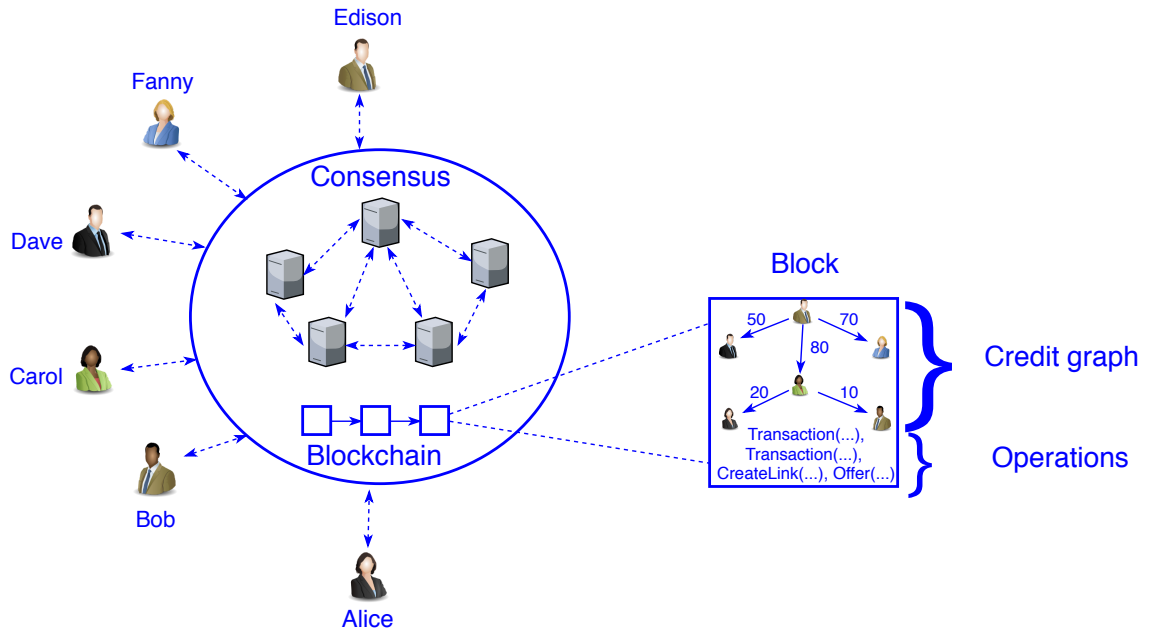 Edison
Fanny
Consensus
Dave
Block
50
70
80
Credit graph
Carol
20
10
Transaction(...),
Transaction(...),
CreateLink(...), Offer(...)
Operations
Blockchain
Bob
Alice